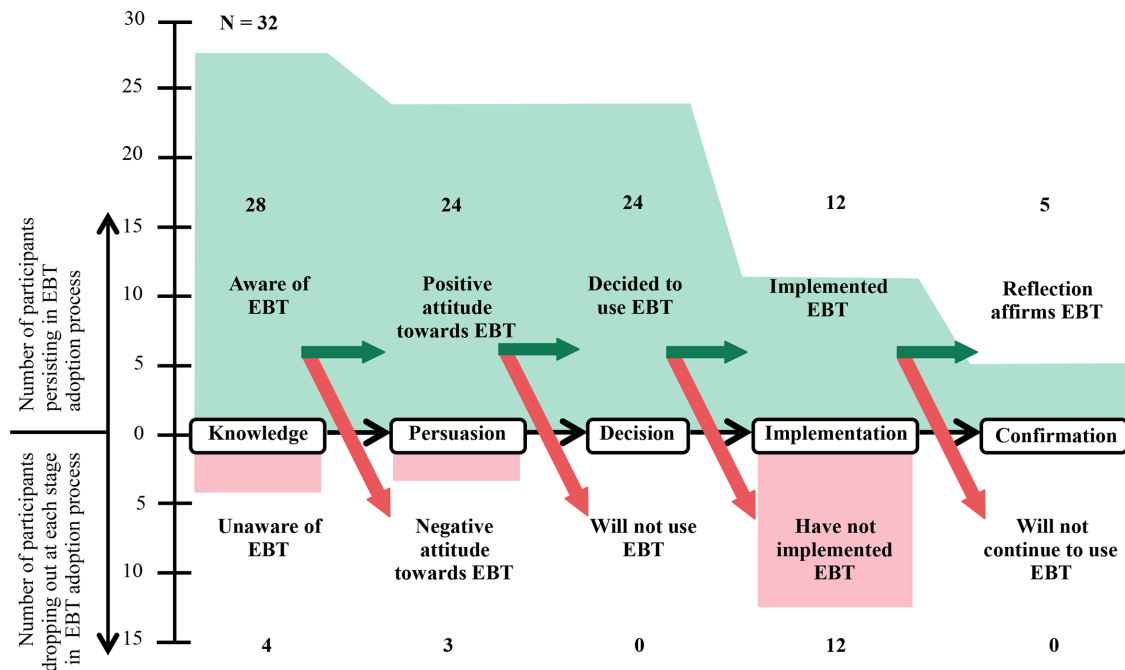 N = 32
30
25
20
15
10
5
0
5
10
15
Number of participants
persisting in EBT
adoption process
Number of participants
dropping out at each stage
in EBT adoption process
28
24
24
12
5
Aware of
EBT
Positive
attitude
towards EBT
Decided to
use EBT
Implemented
EBT
Reflection
affirms EBT
Knowledge
Persuasion
Decision
Implementation
Confirmation
Unaware of
EBT
Negative
attitude
towards EBT
Will not use
EBT
Have not
implemented
EBT
Will not
continue to use
EBT
4
3
0
12
0